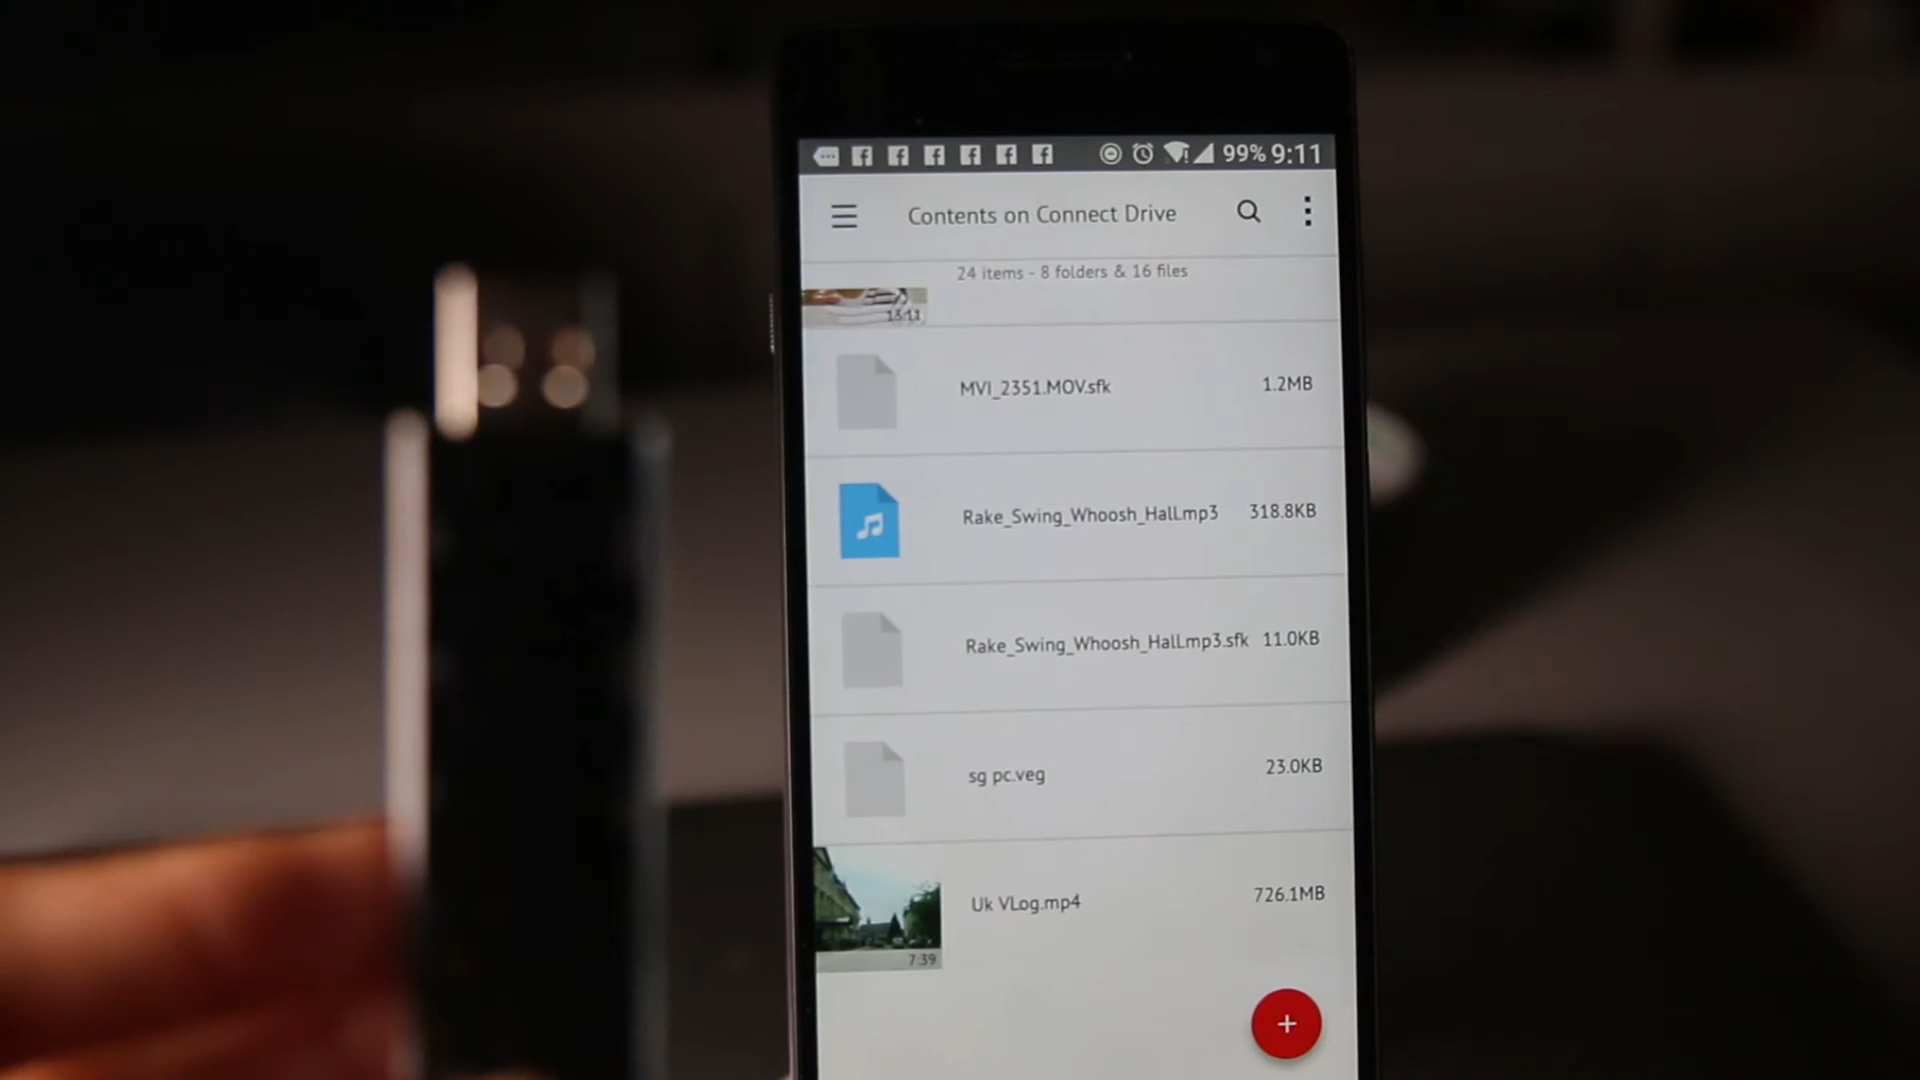 99% 9:11
Contents on Connect Drive
24 items - 8 folders & 16 files
13:11
MVI_2351.MOV.sfk 1.2MB
Rake_Swing_Whoosh_Hall.mp3 318.8KB
Rake_Swing_Whoosh_Hall.mp3.sfk 11.0KB
sg pc.veg 23.0KB
Uk VLog.mp4 726.1MB
7:39